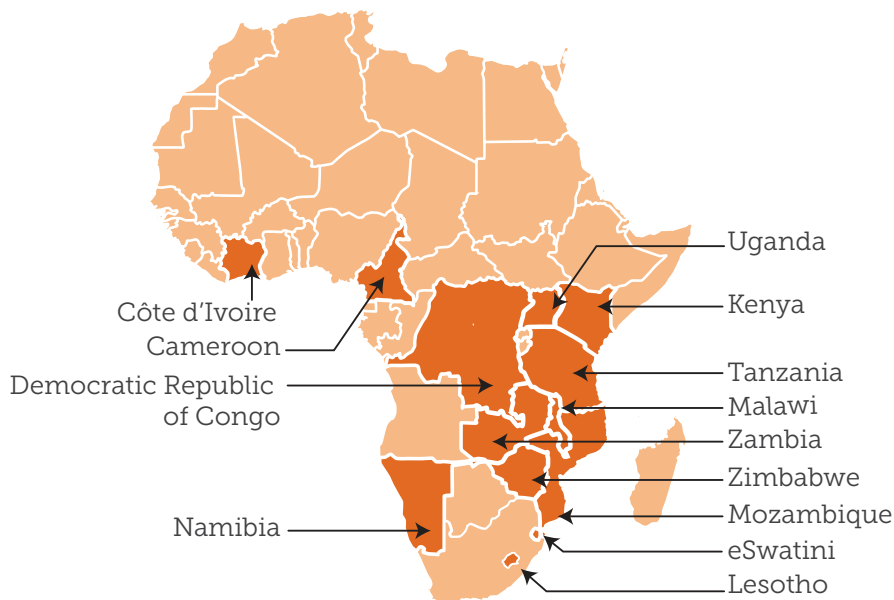 Uganda
Kenya
Côte d'Ivoire
Cameroon
Tanzania
Democratic Republic
of Congo
Malawi
Zambia
Zimbabwe
Mozambique
Namibia
eSwatini
Lesotho